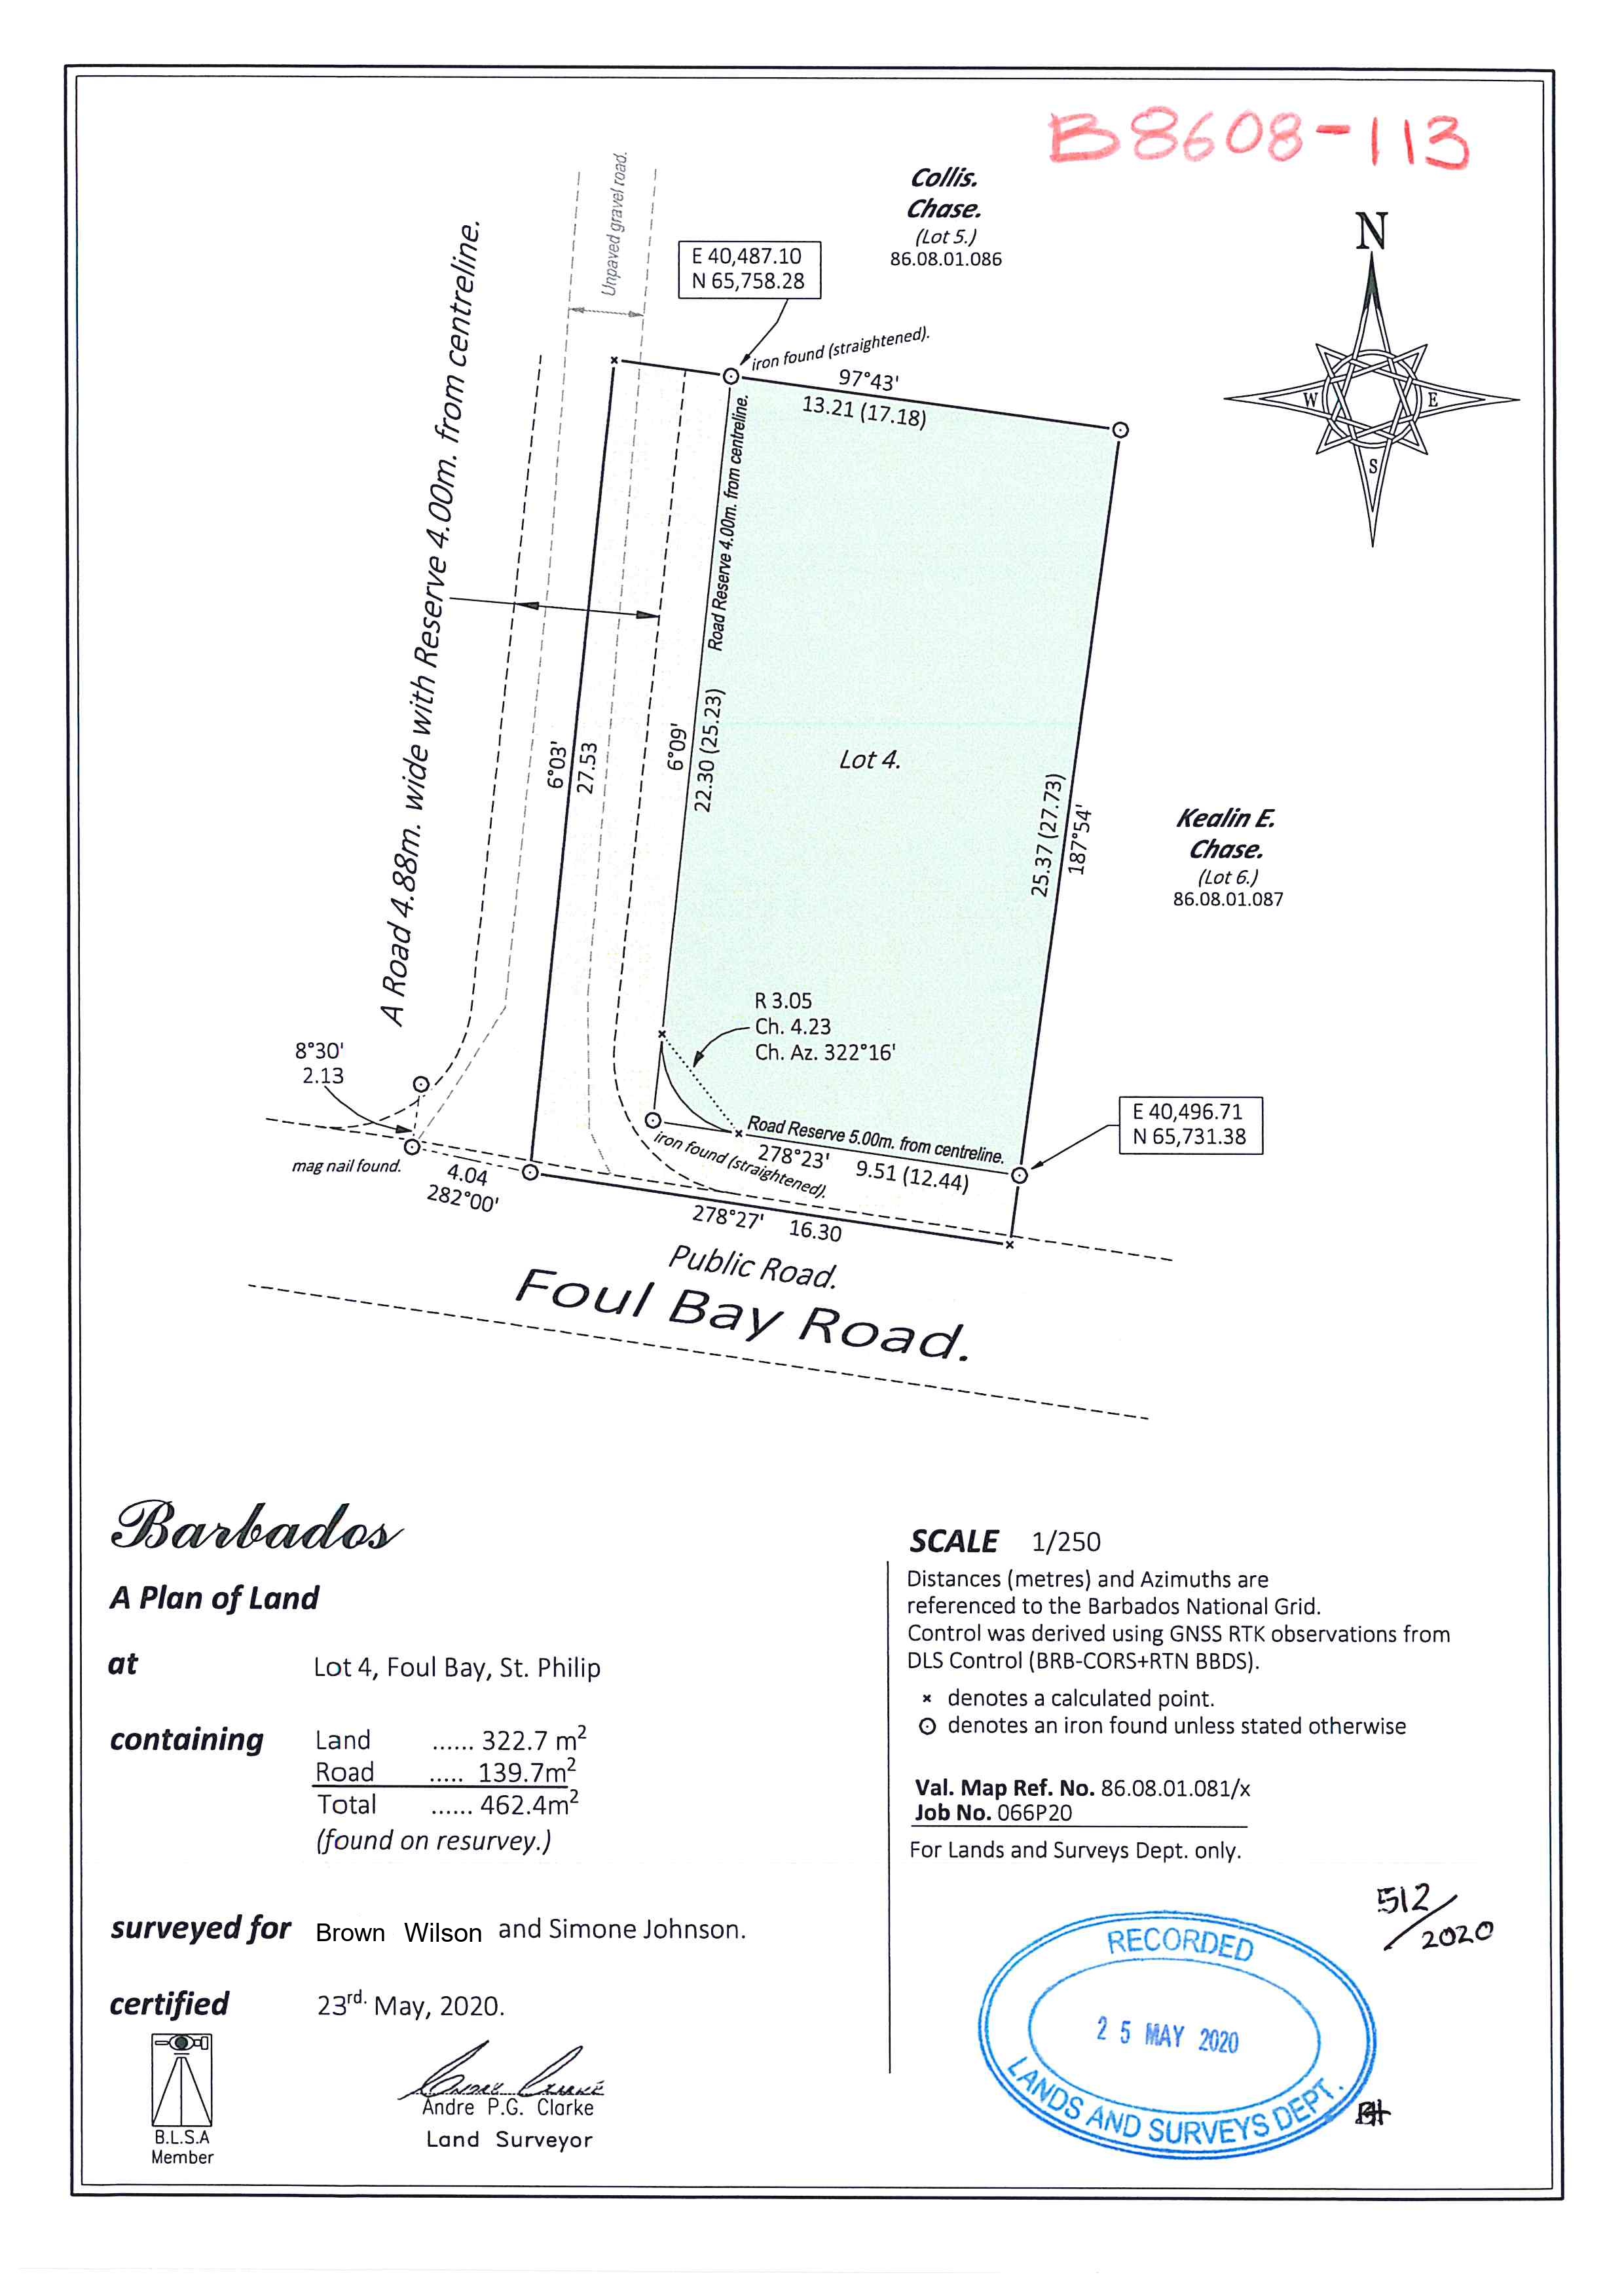 B8608-113
Collis.
Chase.
(Lot 5.)
86.08.01.086
N
W
E
S
Unpaved gravel road.
E 40,487.10
N 65,758.28
iron found (straightened).
97°43'
13.21 (17.18)
A Road 4.88m. wide with Reserve 4.00m. from centreline.
Road Reserve 4.00m. from centreline.
6°03'
27.53
6°09'
22.30 (25.23)
Lot 4.
25.37 (27.73)
187°54'
Kealin E.
Chase.
(Lot 6.)
86.08.01.087
R 3.05
Ch. 4.23
Ch. Az. 322°16'
8°30'
2.13
mag nail found.
4.04
282°00'
iron found (straightened).
Road Reserve 5.00m. from centreline.
278°23' 9.51 (12.44)
E 40,496.71
N 65,731.38
278°27' 16.30
Public Road.
Foul Bay Road.
Barbados
A Plan of Land
at Lot 4, Foul Bay, St. Philip
containing Land ...... 322.7 m²
Road ..... 139.7m²
Total ...... 462.4m²
(found on resurvey.)
surveyed for Brown Wilson and Simone Johnson.
certified 23rd. May, 2020.
B.L.S.A
Member
Andre P.G. Clarke
Land Surveyor
SCALE 1/250
Distances (metres) and Azimuths are
referenced to the Barbados National Grid.
Control was derived using GNSS RTK observations from
DLS Control (BRB-CORS+RTN BBDS).
× denotes a calculated point.
⊙ denotes an iron found unless stated otherwise
Val. Map Ref. No. 86.08.01.081/x
Job No. 066P20
For Lands and Surveys Dept. only.
512/2020
RECORDED
25 MAY 2020
LANDS AND SURVEYS DEPT.